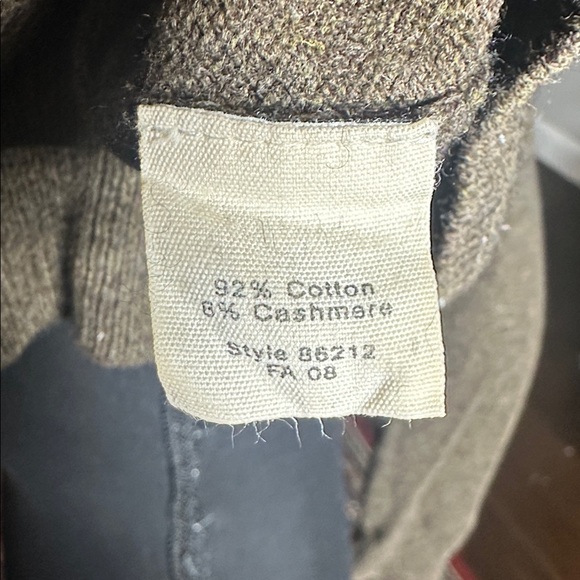 92% Cotton
8% Cashmere
Style 86212
FA 08